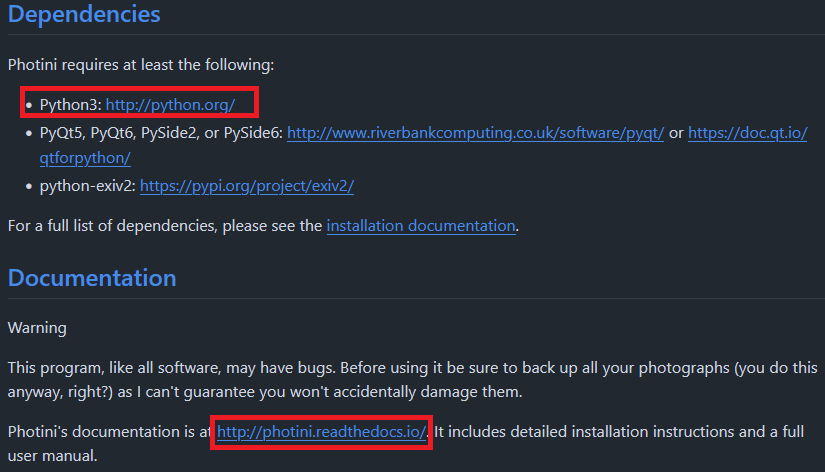 Dependencies
Photini requires at least the following:
• Python3: http://python.org/
• PyQt5, PyQt6, PySide2, or PySide6: http://www.riverbankcomputing.co.uk/software/pyqt/ or https://doc.qt.io/
qtforpython/
• python-exiv2: https://pypi.org/project/exiv2/
For a full list of dependencies, please see the installation documentation.
Documentation
Warning
This program, like all software, may have bugs. Before using it be sure to back up all your photographs (you do this
anyway, right?) as I can't guarantee you won't accidentally damage them.
Photini's documentation is at http://photini.readthedocs.io/. It includes detailed installation instructions and a full
user manual.